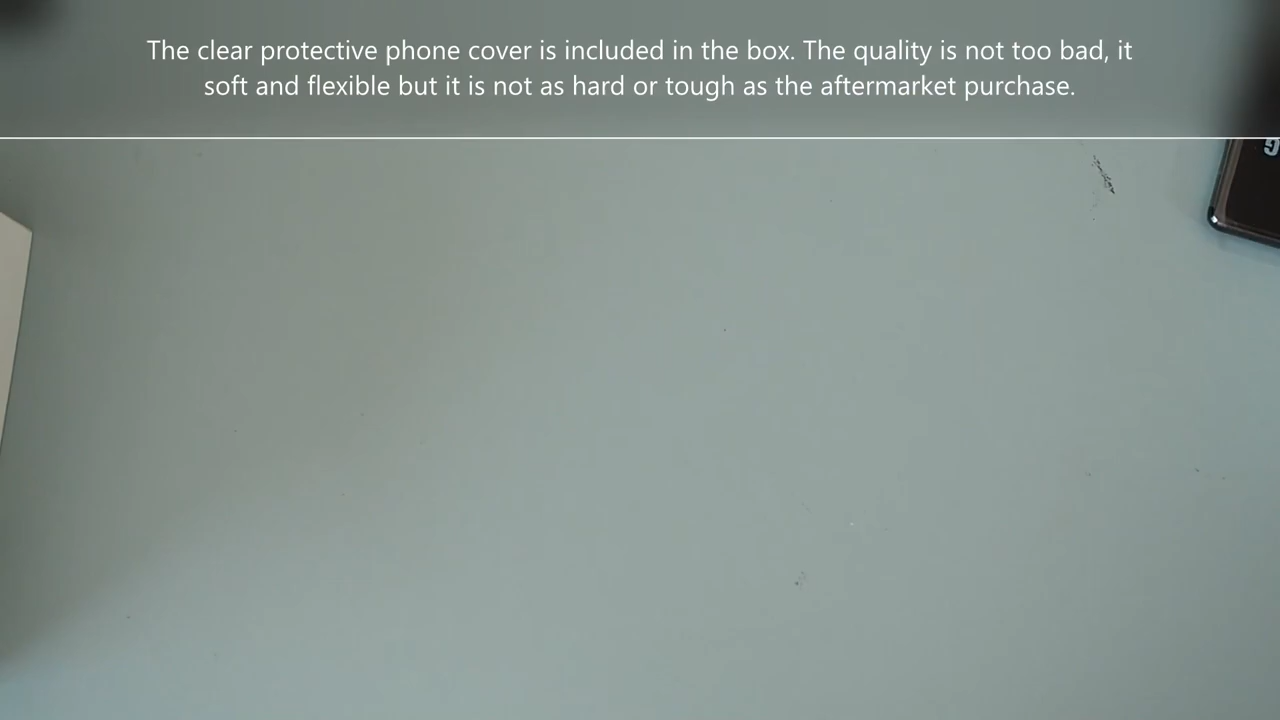 The clear protective phone cover is included in the box. The quality is not too bad, it
soft and flexible but it is not as hard or tough as the aftermarket purchase.
G